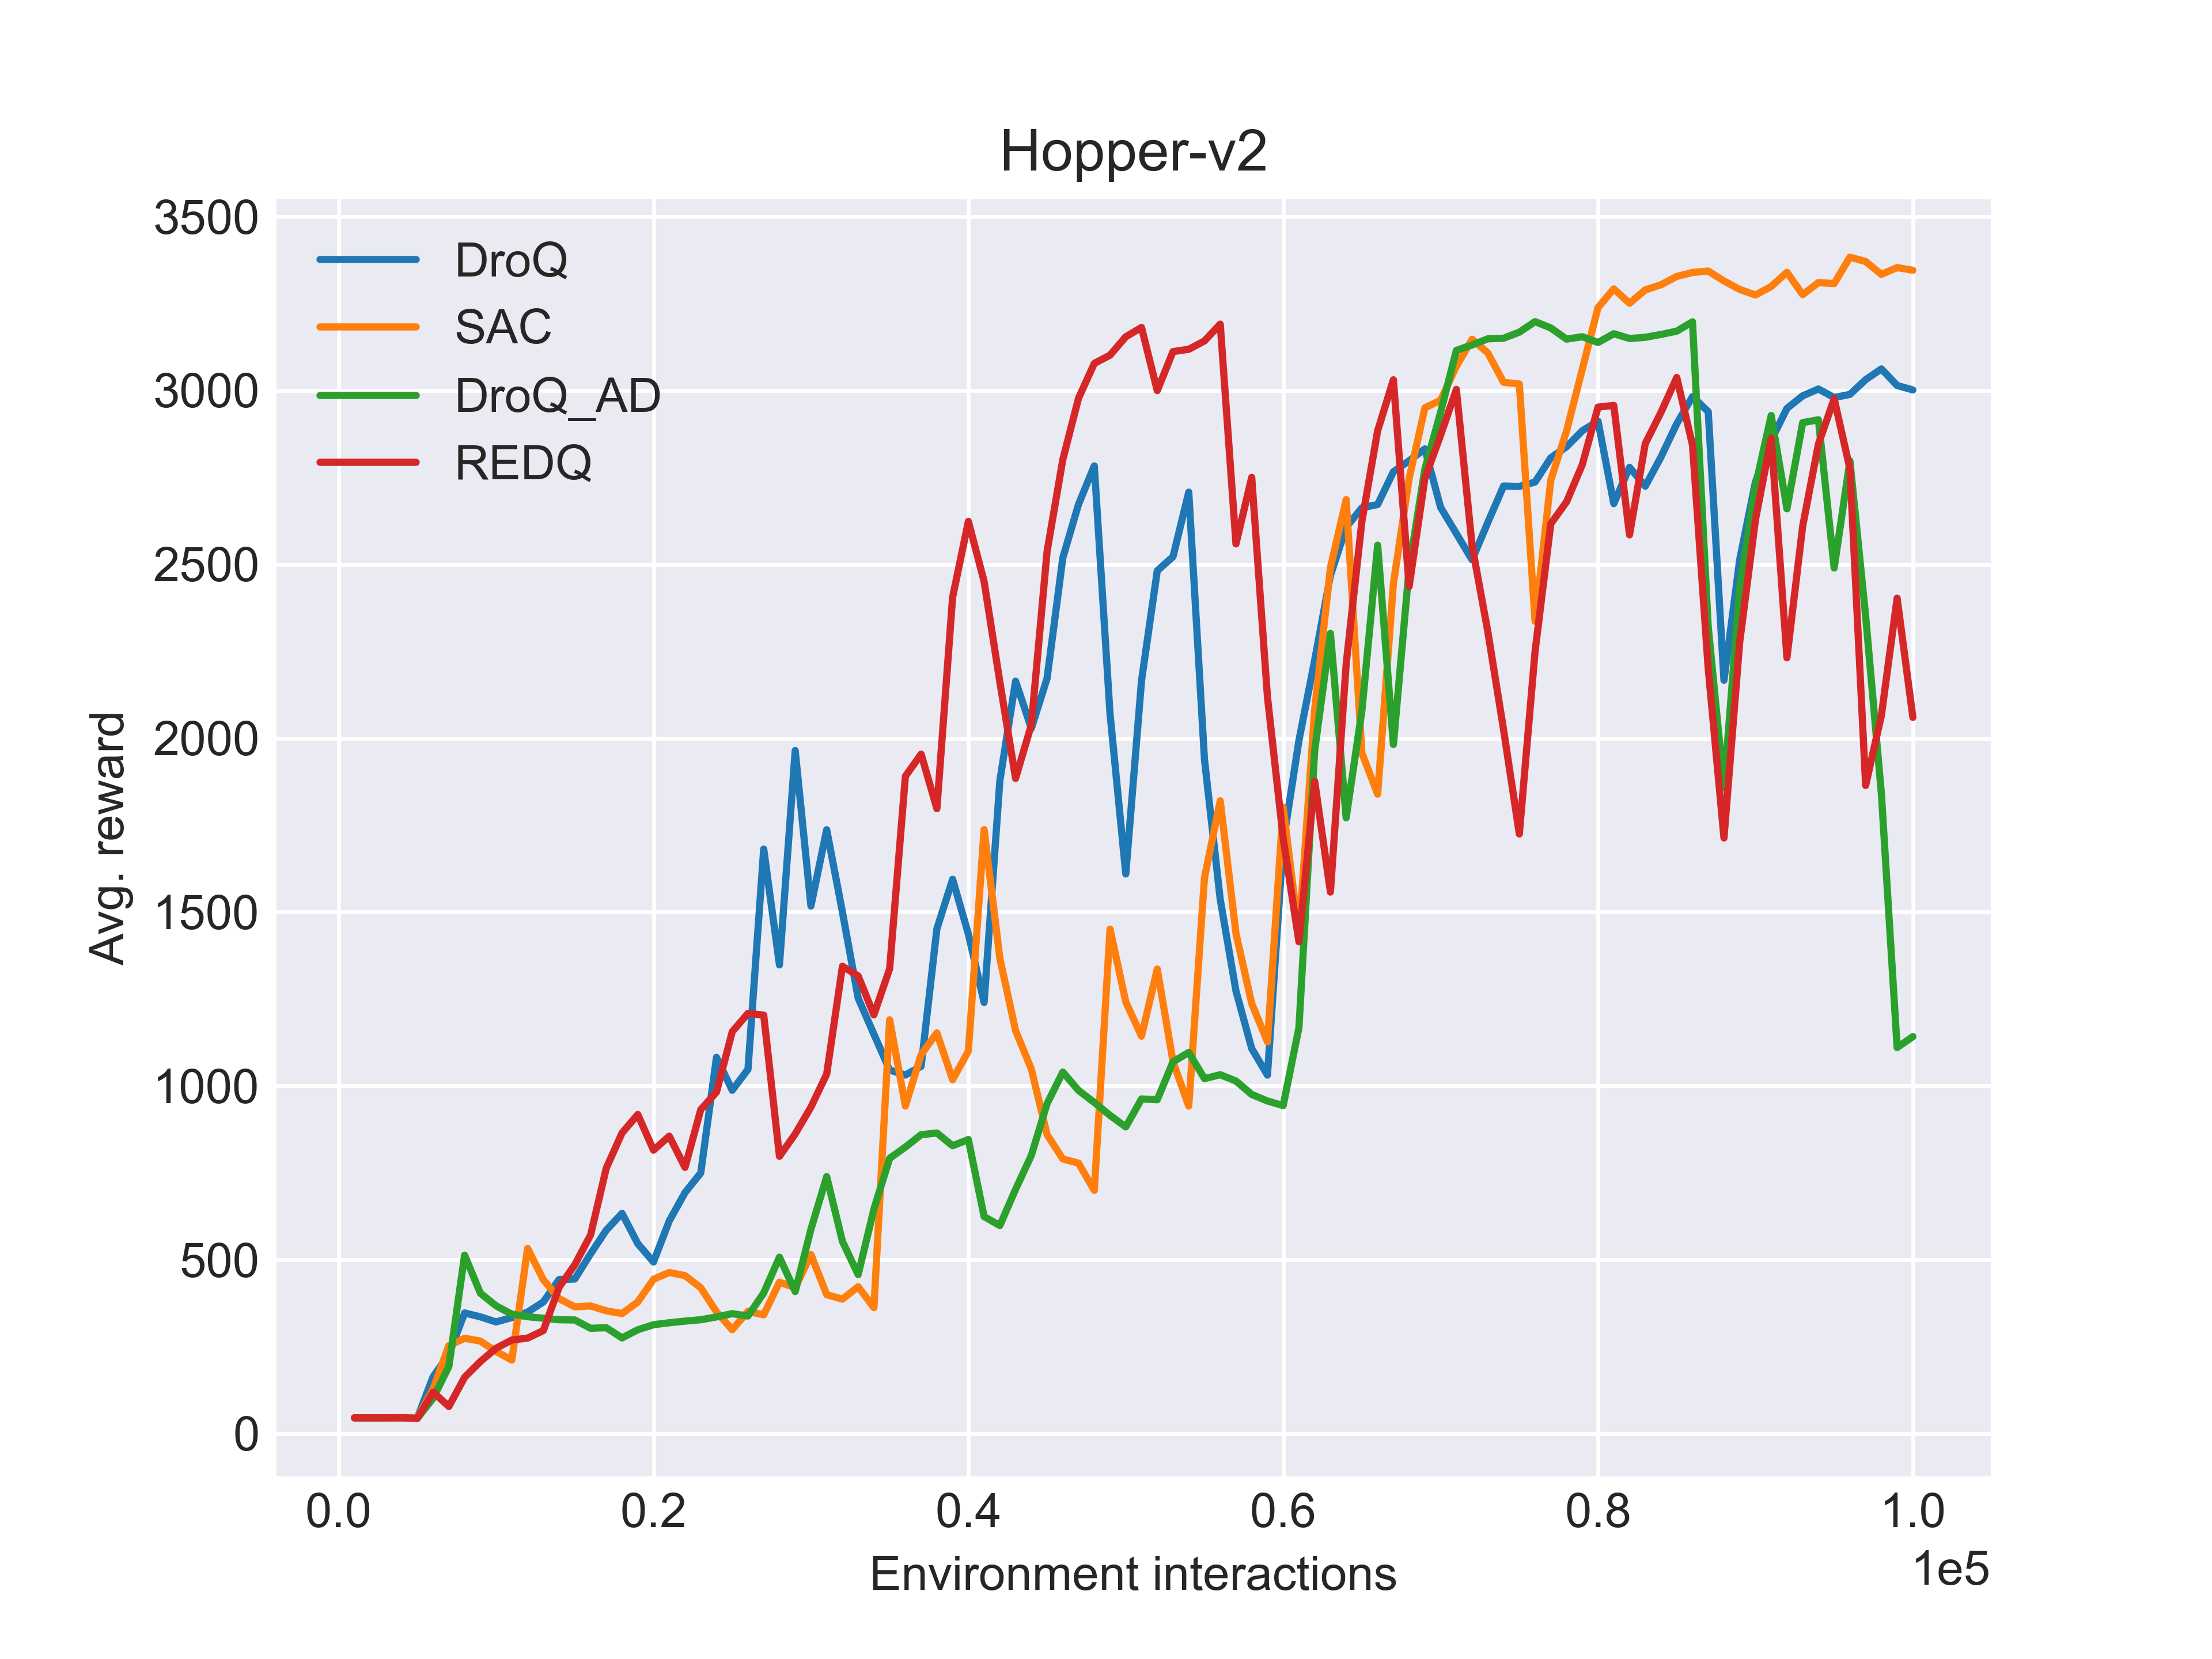 Hopper-v2
3500
3000
2500
2000
1500
1000
500
0
Avg. reward
DroQ
SAC
DroQ_AD
REDQ
0.0 0.2 0.4 0.6 0.8 1.0
Environment interactions
1e5